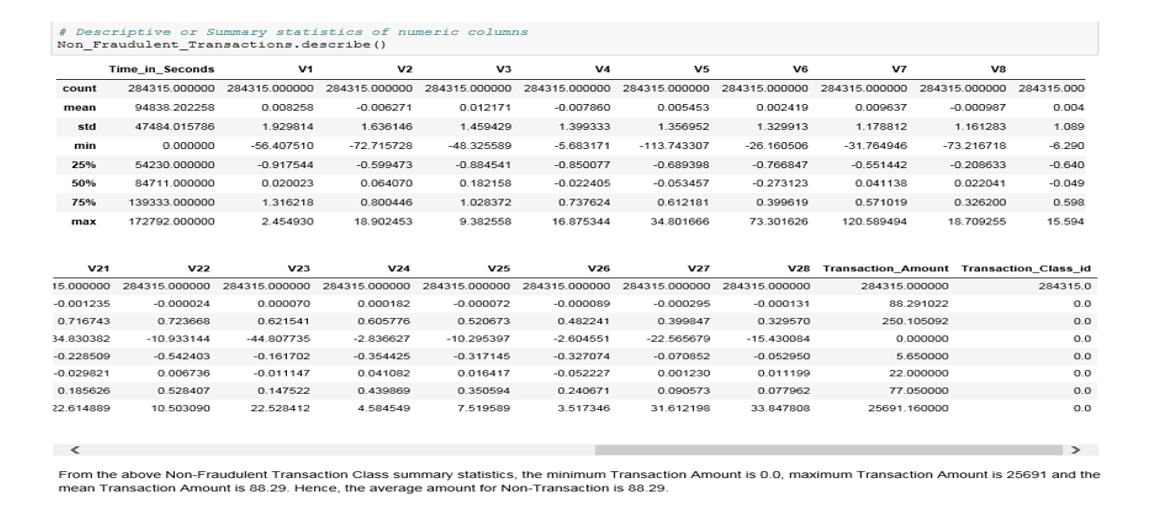 # Descriptive or Summary statistics of numeric columns
Non_Fraudulent_Transactions.describe()
Time_in_Seconds V1 V2 V3 V4 V5 V6 V7 V8
count 284315.000000 284315.000000 284315.000000 284315.000000 284315.000000 284315.000000 284315.000000 284315.000000 284315.000000 284315.000
mean 94838.202258 0.008258 -0.006271 0.012171 -0.007860 0.005453 0.002419 0.009637 -0.000987 0.004
std 47484.015786 1.929814 1.636146 1.459429 1.399333 1.356952 1.329913 1.178812 1.161283 1.089
min 0.000000 -56.407510 -72.715728 -48.325589 -5.683171 -113.743307 -26.160506 -31.764946 -73.216718 -6.290
25% 54230.000000 -0.917544 -0.599473 -0.884541 -0.850077 -0.689398 -0.766847 -0.551442 -0.208633 -0.640
50% 84711.000000 0.020023 0.064070 0.182158 -0.022405 -0.053457 -0.273123 0.041138 0.022041 -0.049
75% 139333.000000 1.316218 0.800446 1.028372 0.737624 0.612181 0.399619 0.571019 0.326200 0.598
max 172792.000000 2.454930 18.902453 9.382558 16.875344 34.801666 73.301626 120.589494 18.709255 15.594
V21 V22 V23 V24 V25 V26 V27 V28 Transaction_Amount Transaction_Class_id
15.000000 284315.000000 284315.000000 284315.000000 284315.000000 284315.000000 284315.000000 284315.000000 284315.000000 284315.0
-0.001235 -0.000024 0.000070 0.000182 -0.000072 -0.000089 -0.000295 -0.000131 88.291022 0.0
0.716743 0.723668 0.621541 0.605776 0.520673 0.482241 0.399847 0.329570 250.105092 0.0
34.830382 -10.933144 -44.807735 -2.836627 -10.295397 -2.604551 -22.565679 -15.430084 0.000000 0.0
-0.228509 -0.542403 -0.161702 -0.354425 -0.317145 -0.327074 -0.070852 -0.052950 5.650000 0.0
-0.029821 0.006736 -0.011147 0.041082 0.016417 -0.052227 0.001230 0.011199 22.000000 0.0
0.185626 0.528407 0.147522 0.439869 0.350594 0.240671 0.090573 0.077962 77.050000 0.0
22.614889 10.503090 22.528412 4.584549 7.519589 3.517346 31.612198 33.847808 25691.160000 0.0
From the above Non-Fraudulent Transaction Class summary statistics, the minimum Transaction Amount is 0.0, maximum Transaction Amount is 25691 and the
mean Transaction Amount is 88.29. Hence, the average amount for Non-Transaction is 88.29.